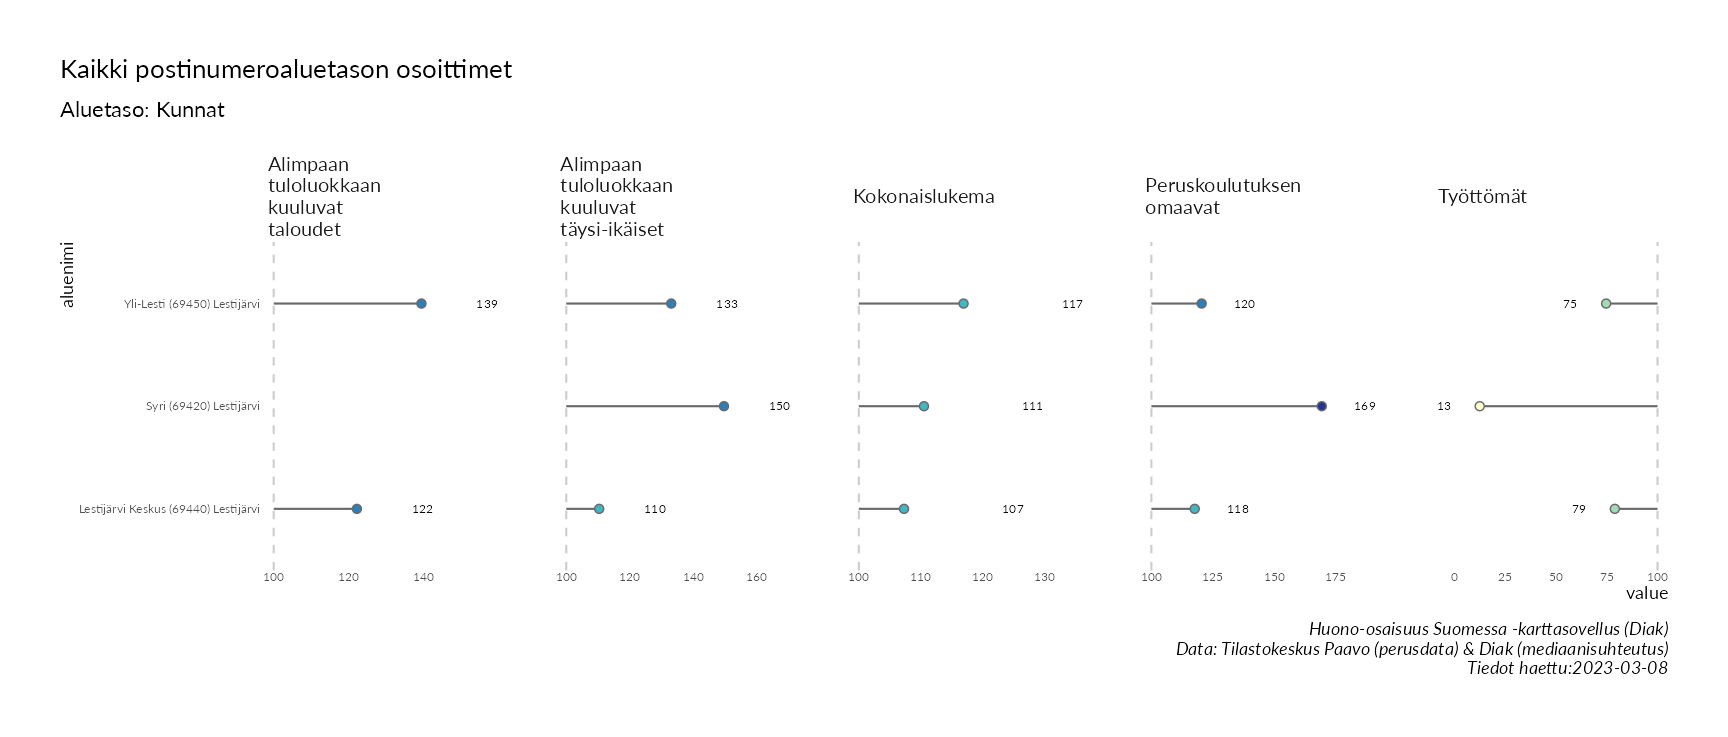 Kaikki postinumeroaluetason osoittimet
Aluetaso: Kunnat
Alimpaan
tuloluokkaan
kuuluvat
taloudet
Alimpaan
tuloluokkaan
kuuluvat
täysi-ikäiset
Kokonaislukema
Peruskoulutuksen
omaavat
Työttömät
aluenimi
Yli-Lesti (69450) Lestijärvi
139
133
117
120
75
Syri (69420) Lestijärvi
150
111
169
13
Lestijärvi Keskus (69440) Lestijärvi
122
110
107
118
79
100 120 140
100 120 140 160
100 110 120 130
100 125 150 175
0 25 50 75 100
value
Huono-osaisuus Suomessa -karttasovellus (Diak)
Data: Tilastokeskus Paavo (perusdata) & Diak (mediaanisuhteutus)
Tiedot haettu:2023-03-08